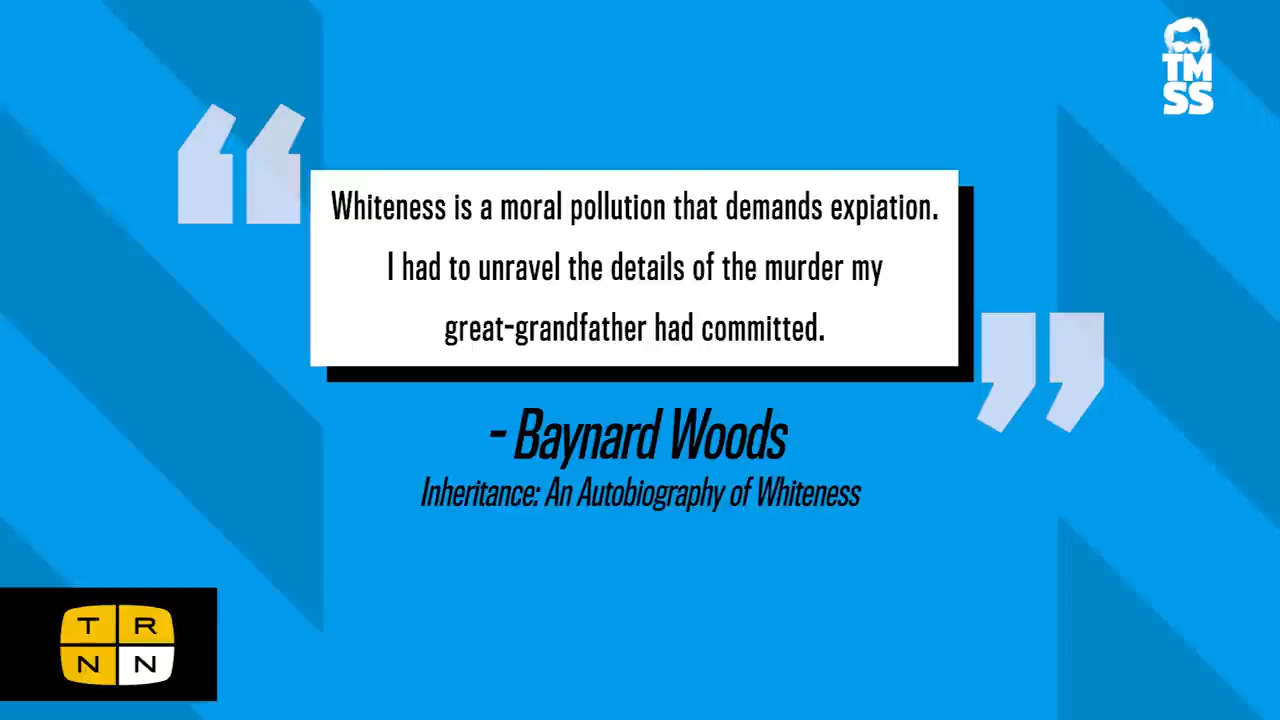 TM
SS
Whiteness is a moral pollution that demands expiation.
I had to unravel the details of the murder my
great-grandfather had committed.
- Baynard Woods
Inheritance: An Autobiography of Whiteness
T R
N N